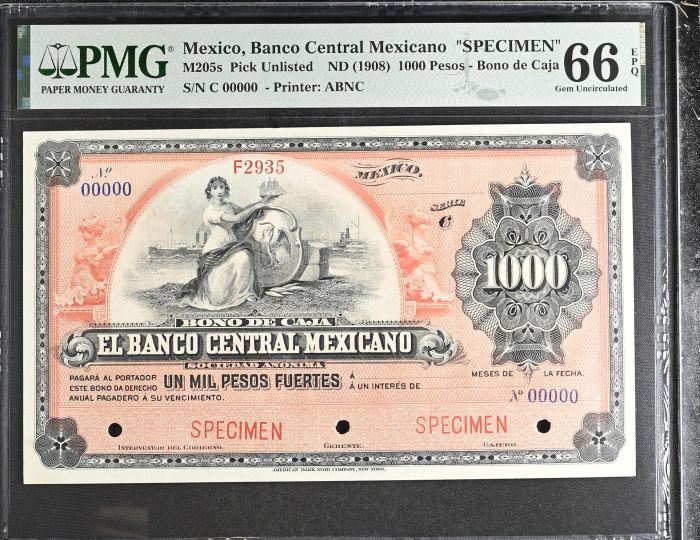 PMG®
PAPER MONEY GUARANTY
Mexico, Banco Central Mexicano "SPECIMEN"
M205s Pick Unlisted ND (1908) 1000 Pesos - Bono de Caja
S/N C 00000 - Printer: ABNC
66
EPQ
Gem Uncirculated
Nº
00000
F2935
MEXICO.
SERIE
C
1000
BONO DE CAJA
EL BANCO CENTRAL MEXICANO
SOCIEDAD ANONIMA
PAGARÁ AL PORTADOR UN MIL PESOS FUERTES Á MESES DE LA FECHA.
ESTE BONO DA DERECHO Á UN INTERÉS DE
ANUAL PAGADERO Á SU VENCIMIENTO.
Nº 00000
SPECIMEN SPECIMEN
INTERVENTOR DEL GOBIERNO. GERENTE. CAJERO.
AMERICAN BANK NOTE COMPANY, NEW YORK.